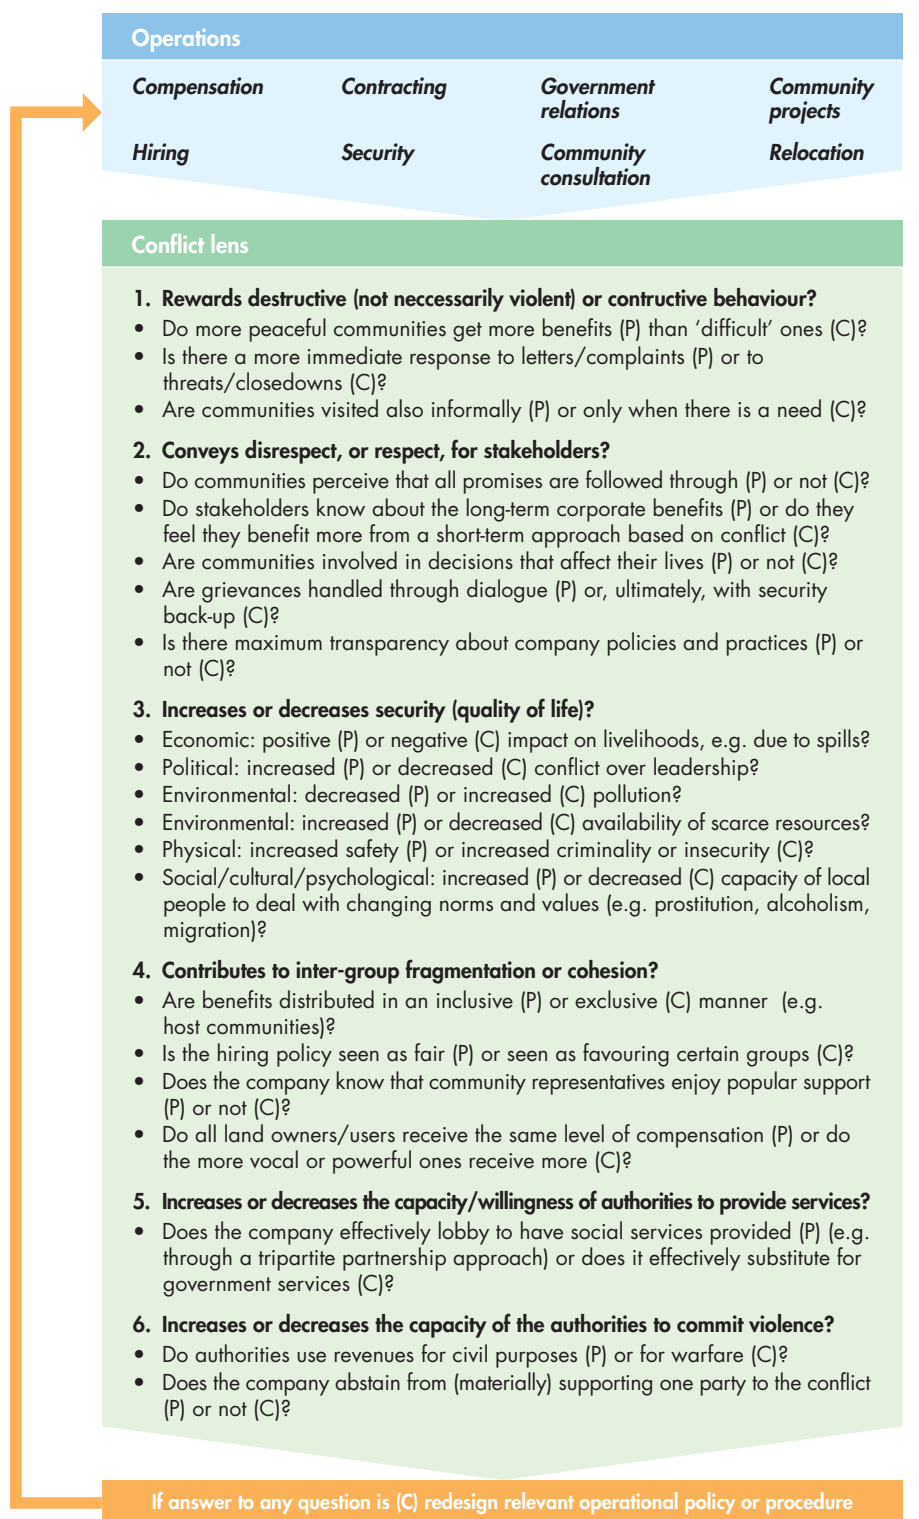 Operations
Compensation Contracting Government relations Community projects
Hiring Security Community consultation Relocation
Conflict lens
1. Rewards destructive (not neccessarily violent) or contructive behaviour?
• Do more peaceful communities get more benefits (P) than ‘difficult’ ones (C)?
• Is there a more immediate response to letters/complaints (P) or to
threats/closedowns (C)?
• Are communities visited also informally (P) or only when there is a need (C)?
2. Conveys disrespect, or respect, for stakeholders?
• Do communities perceive that all promises are followed through (P) or not (C)?
• Do stakeholders know about the long-term corporate benefits (P) or do they
feel they benefit more from a short-term approach based on conflict (C)?
• Are communities involved in decisions that affect their lives (P) or not (C)?
• Are grievances handled through dialogue (P) or, ultimately, with security
back-up (C)?
• Is there maximum transparency about company policies and practices (P) or
not (C)?
3. Increases or decreases security (quality of life)?
• Economic: positive (P) or negative (C) impact on livelihoods, e.g. due to spills?
• Political: increased (P) or decreased (C) conflict over leadership?
• Environmental: decreased (P) or increased (C) pollution?
• Environmental: increased (P) or decreased (C) availability of scarce resources?
• Physical: increased safety (P) or increased criminality or insecurity (C)?
• Social/cultural/psychological: increased (P) or decreased (C) capacity of local
people to deal with changing norms and values (e.g. prostitution, alcoholism,
migration)?
4. Contributes to inter-group fragmentation or cohesion?
• Are benefits distributed in an inclusive (P) or exclusive (C) manner (e.g.
host communities)?
• Is the hiring policy seen as fair (P) or seen as favouring certain groups (C)?
• Does the company know that community representatives enjoy popular support
(P) or not (C)?
• Do all land owners/users receive the same level of compensation (P) or do
the more vocal or powerful ones receive more (C)?
5. Increases or decreases the capacity/willingness of authorities to provide services?
• Does the company effectively lobby to have social services provided (P) (e.g.
through a tripartite partnership approach) or does it effectively substitute for
government services (C)?
6. Increases or decreases the capacity of the authorities to commit violence?
• Do authorities use revenues for civil purposes (P) or for warfare (C)?
• Does the company abstain from (materially) supporting one party to the conflict
(P) or not (C)?
If answer to any question is (C) redesign relevant operational policy or procedure